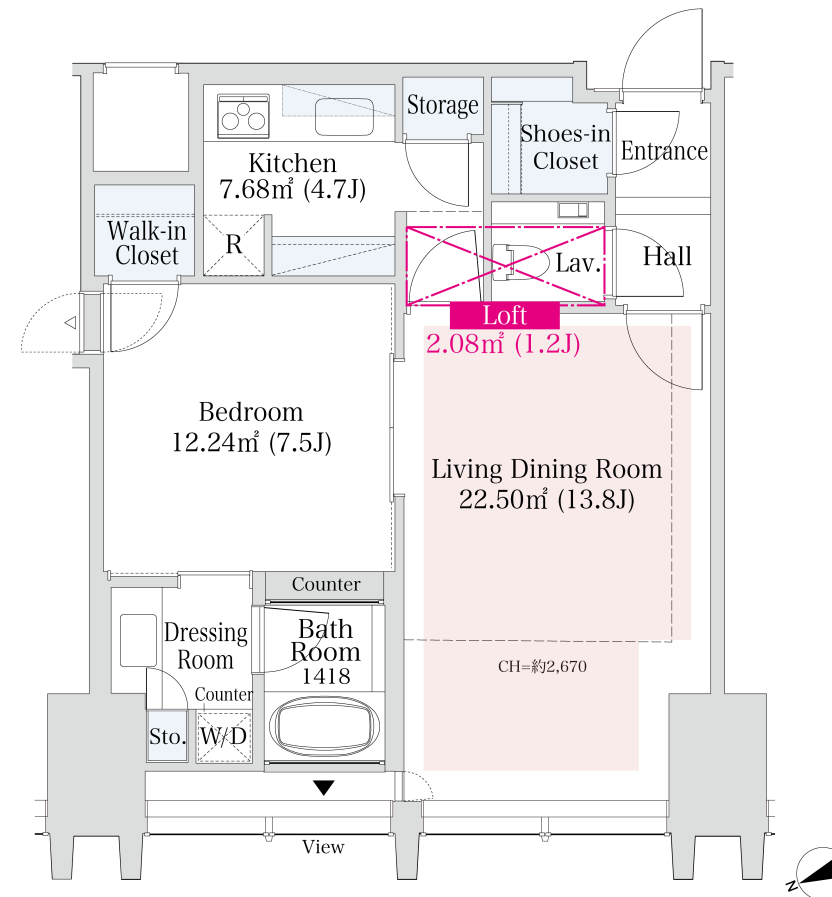 Storage
Shoes-in
Closet
Entrance
Kitchen
7.68㎡ (4.7J)
Walk-in
Closet
R
Lav.
Hall
Loft
2.08㎡ (1.2J)
Bedroom
12.24㎡ (7.5J)
Living Dining Room
22.50㎡ (13.8J)
Counter
Dressing
Room
Bath
Room
1418
CH=約2,670
Counter
Sto.
W/D
View
N